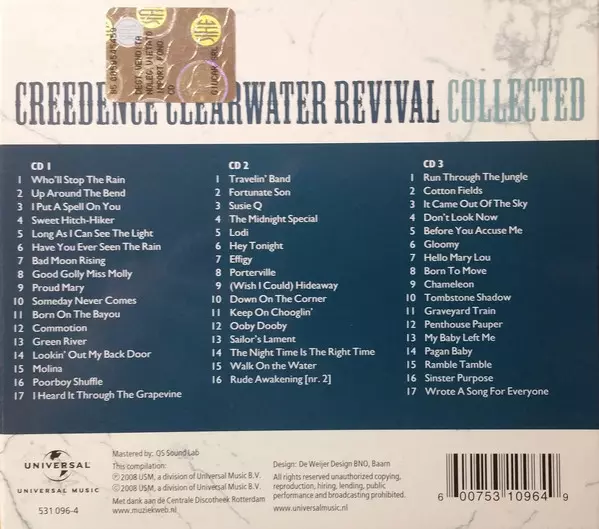 DEST. VENDITA
NOLEG. VIETATO
IMPORT. FONO
CD
SIAE
CREEDENCE CLEARWATER REVIVAL COLLECTED
CD 1
1 Who'll Stop The Rain
2 Up Around The Bend
3 I Put A Spell On You
4 Sweet Hitch-Hiker
5 Long As I Can See The Light
6 Have You Ever Seen The Rain
7 Bad Moon Rising
8 Good Golly Miss Molly
9 Proud Mary
10 Someday Never Comes
11 Born On The Bayou
12 Commotion
13 Green River
14 Lookin' Out My Back Door
15 Molina
16 Poorboy Shuffle
17 I Heard It Through The Grapevine
CD 2
1 Travelin' Band
2 Fortunate Son
3 Susie Q
4 The Midnight Special
5 Lodi
6 Hey Tonight
7 Effigy
8 Porterville
9 (Wish I Could) Hideaway
10 Down On The Corner
11 Keep On Chooglin'
12 Ooby Dooby
13 Sailor's Lament
14 The Night Time Is The Right Time
15 Walk On the Water
16 Rude Awakening [nr. 2]
CD 3
1 Run Through The Jungle
2 Cotton Fields
3 It Came Out Of The Sky
4 Don't Look Now
5 Before You Accuse Me
6 Gloomy
7 Hello Mary Lou
8 Born To Move
9 Chameleon
10 Tombstone Shadow
11 Graveyard Train
12 Penthouse Pauper
13 My Baby Left Me
14 Pagan Baby
15 Ramble Tamble
16 Sinster Purpose
17 Wrote A Song For Everyone
UNIVERSAL
UNIVERSAL MUSIC
531 096-4
Mastered by: QS Sound Lab
This compilation:
℗2008 USM, a division of Universal Music B.V.
©2008 USM, a division of Universal Music B.V.
Met dank aan de Centrale Discotheek Rotterdam
www.muziekweb.nl
Design: De Weijer Design BNO, Baarn
All rights reserved unauthorized copying,
reproduction, hiring, lending, public
performance and broadcasting prohibited.
www.universalmusic.nl
6 00753 10964 9